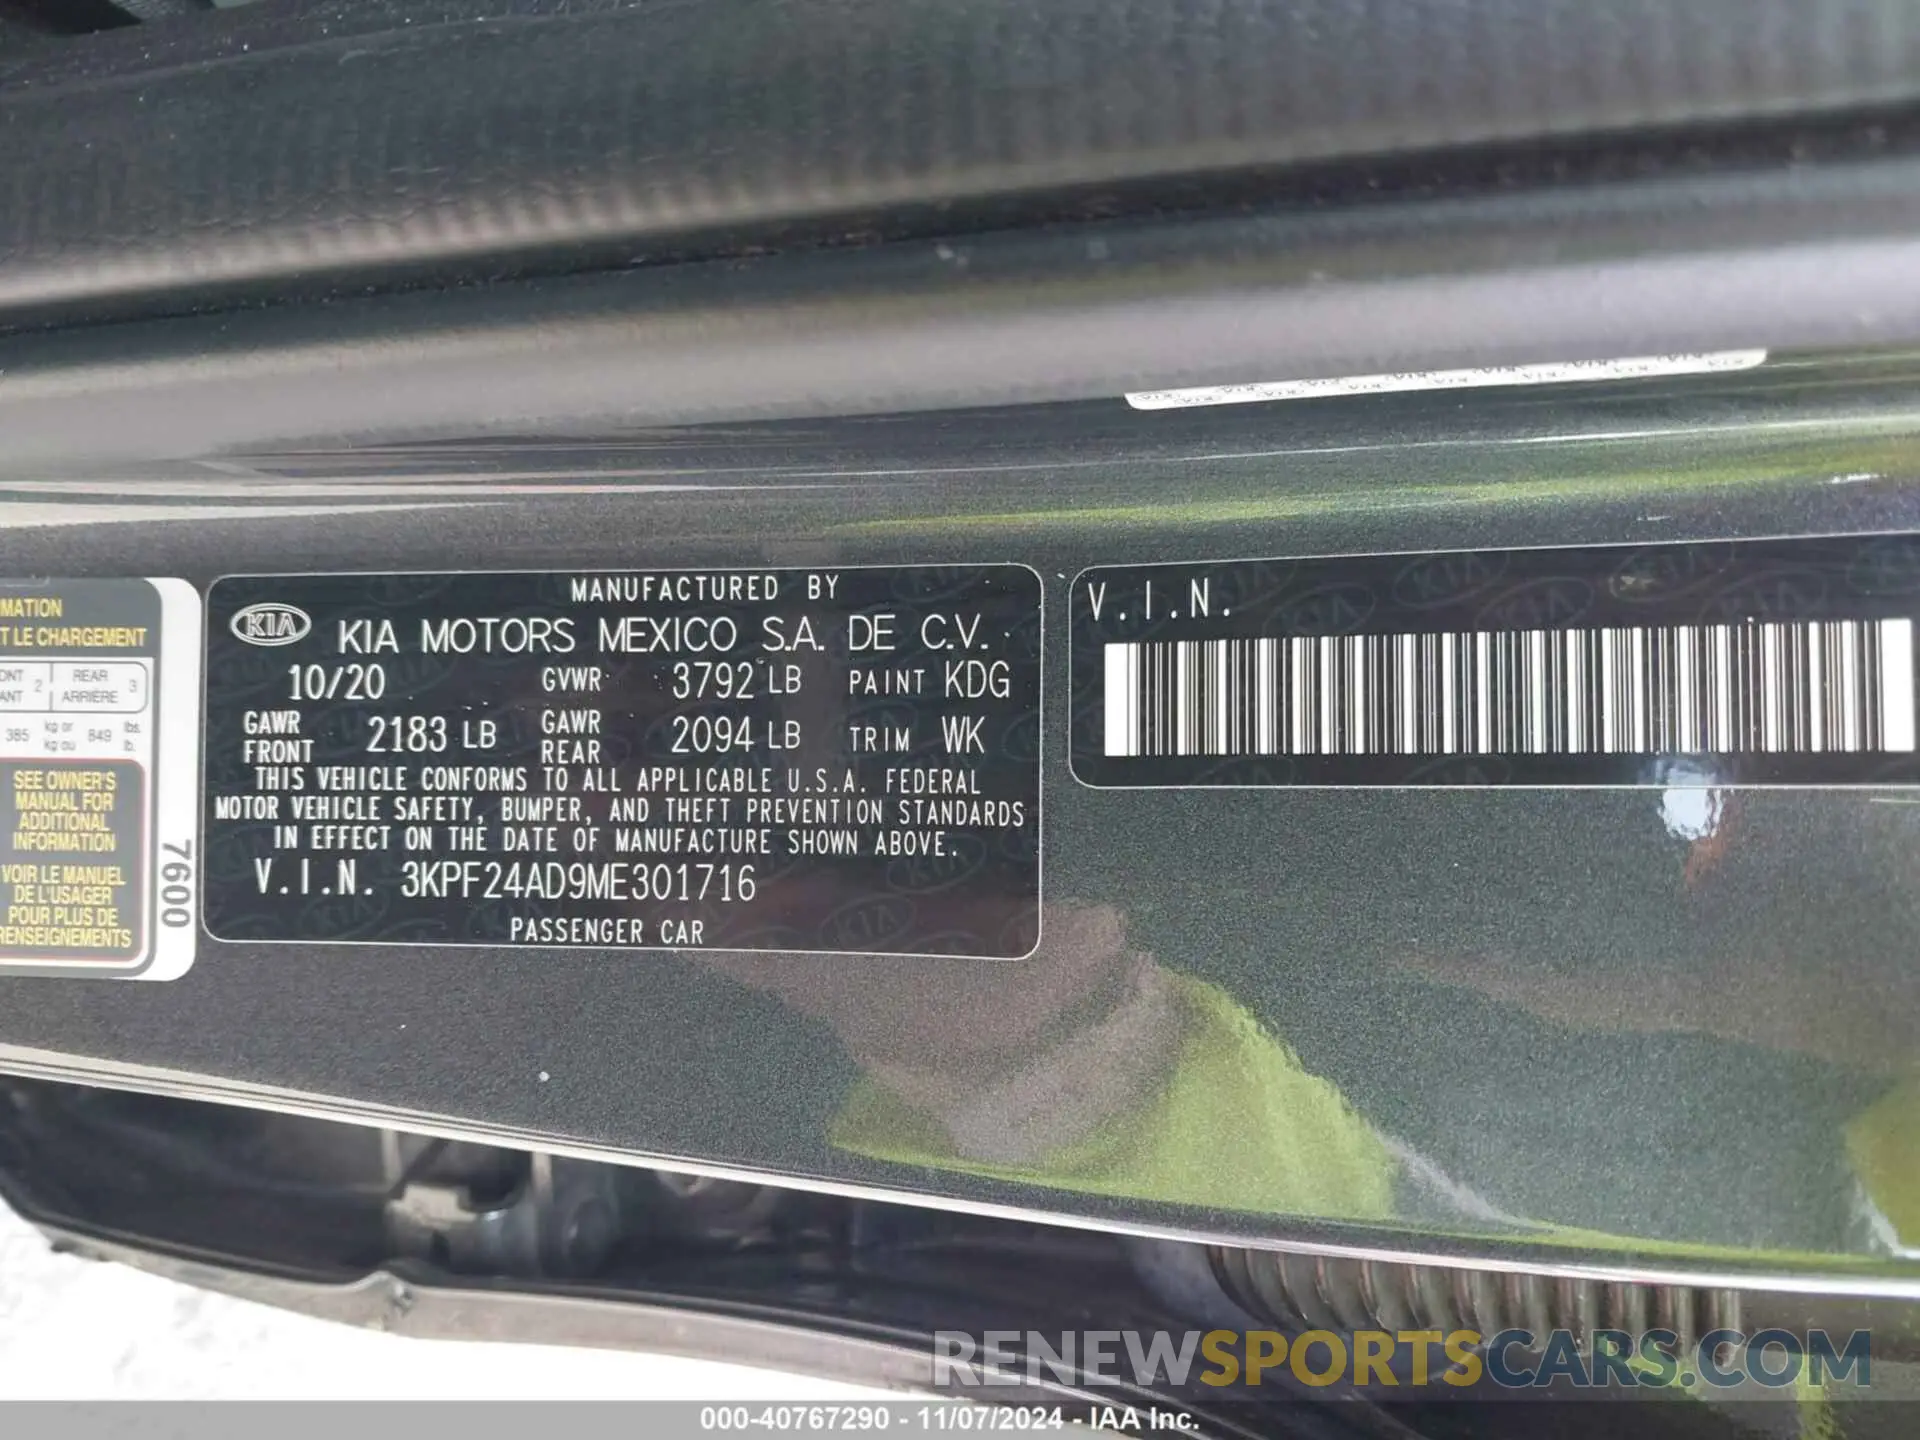 MATION
T LE CHARGEMENT
REAR
ARRIÈRE
2
3
ANT
385 kg or kg ou 849 lbs. lb.
SEE OWNER'S
MANUAL FOR
ADDITIONAL
INFORMATION
VOIR LE MANUEL
DE L'USAGER
POUR PLUS DE
RENSEIGNEMENTS
7600
MANUFACTURED BY
KIA KIA MOTORS MEXICO S.A. DE C.V.
10/20 GVWR 3792 LB PAINT KDG
GAWR FRONT 2183 LB GAWR REAR 2094 LB TRIM WK
THIS VEHICLE CONFORMS TO ALL APPLICABLE U.S.A. FEDERAL
MOTOR VEHICLE SAFETY, BUMPER, AND THEFT PREVENTION STANDARDS
IN EFFECT ON THE DATE OF MANUFACTURE SHOWN ABOVE.
V.I.N. 3KPF24AD9ME301716
PASSENGER CAR
V.I.N.
RENEWSPORTSCARS.COM
000-40767290 - 11/07/2024 - IAA Inc.